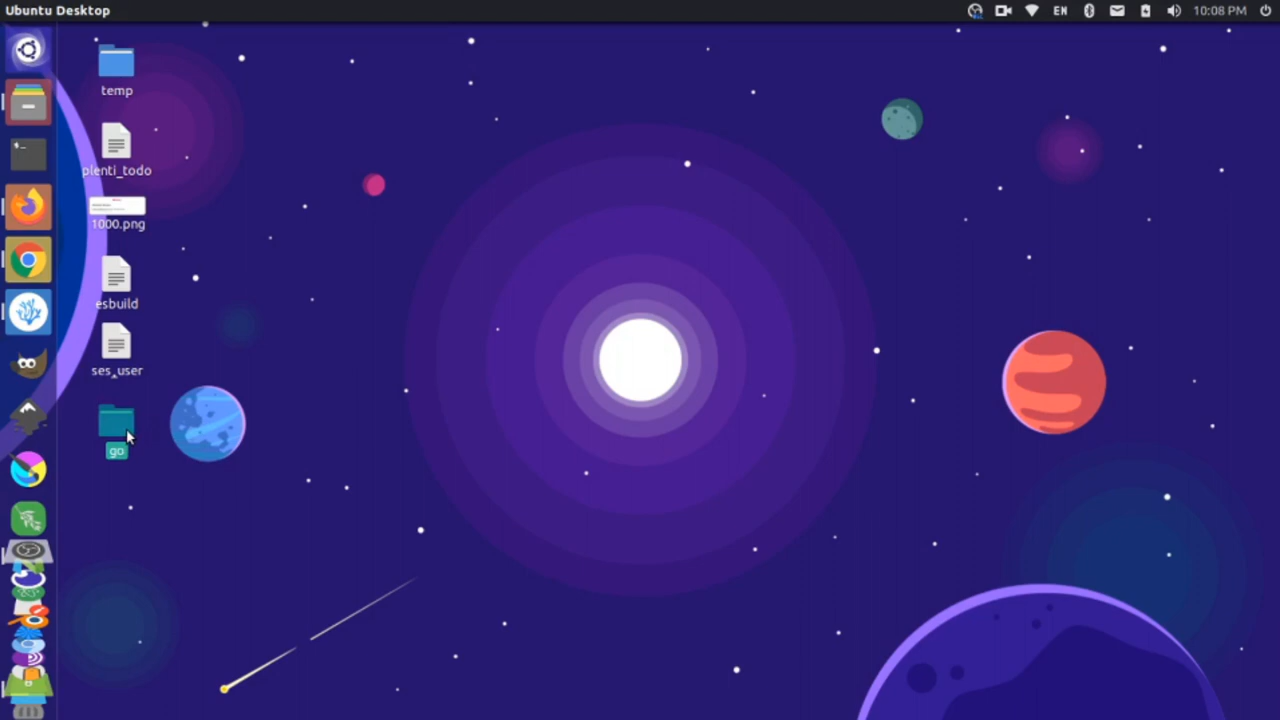 Ubuntu Desktop
EN
10:08 PM
temp
plenti_todo
1000.png
esbuild
ses_user
go